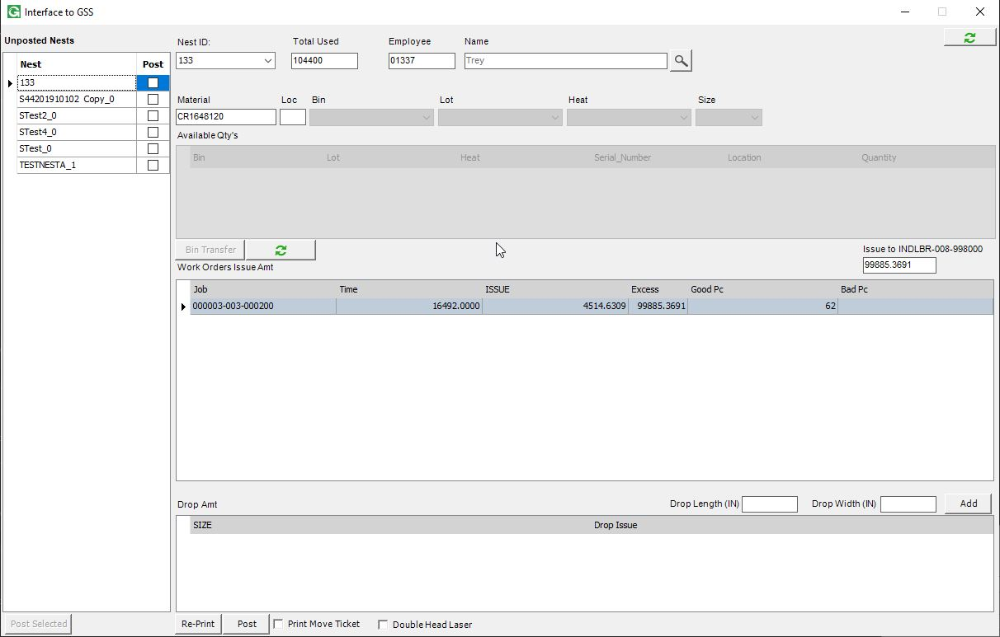 Interface to GSS
Unposted Nests
Nest Post
133
S44201910102 Copy_0
STest2_0
STest4_0
STest_0
TESTNESTA_1
Post Selected
Nest ID: Total Used Employee Name
133 104400 01337 Trey
Material Loc Bin Lot Heat Size
CR1648120
Available Qty's
Bin Lot Heat Serial_Number Location Quantity
Bin Transfer
Issue to INDLBR-008-998000
99885.3691
Work Orders Issue Amt
Job Time ISSUE Excess Good Pc Bad Pc
000003-003-000200 16492.0000 4514.6309 99885.3691 62
Drop Amt Drop Length (IN) Drop Width (IN) Add
SIZE Drop Issue
Re-Print Post Print Move Ticket Double Head Laser